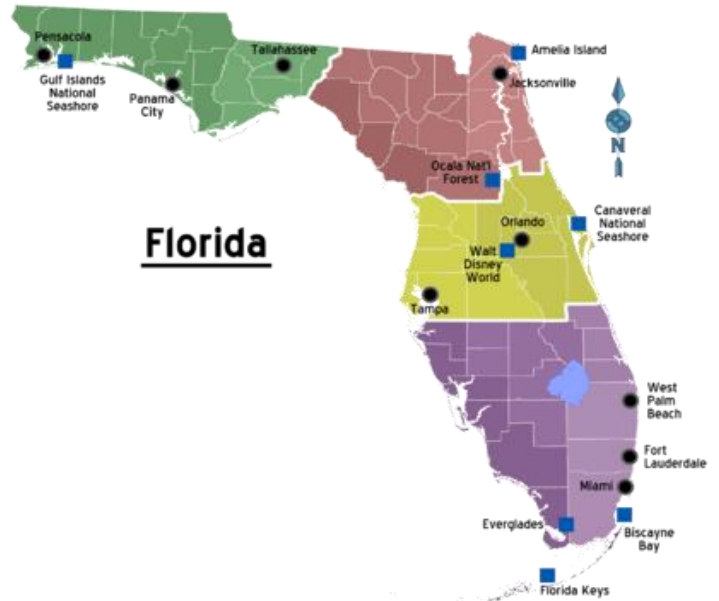 Pensacola
Gulf Islands
National
Seashore
Panama
City
Tallahassee
Amelia Island
Jacksonville
N
Ocala Nat'l
Forest
Canaveral
National
Seashore
Orlando
Walt
Disney
World
Tampa
Florida
West
Palm
Beach
Fort
Lauderdale
Miami
Everglades
Biscayne
Bay
Florida Keys